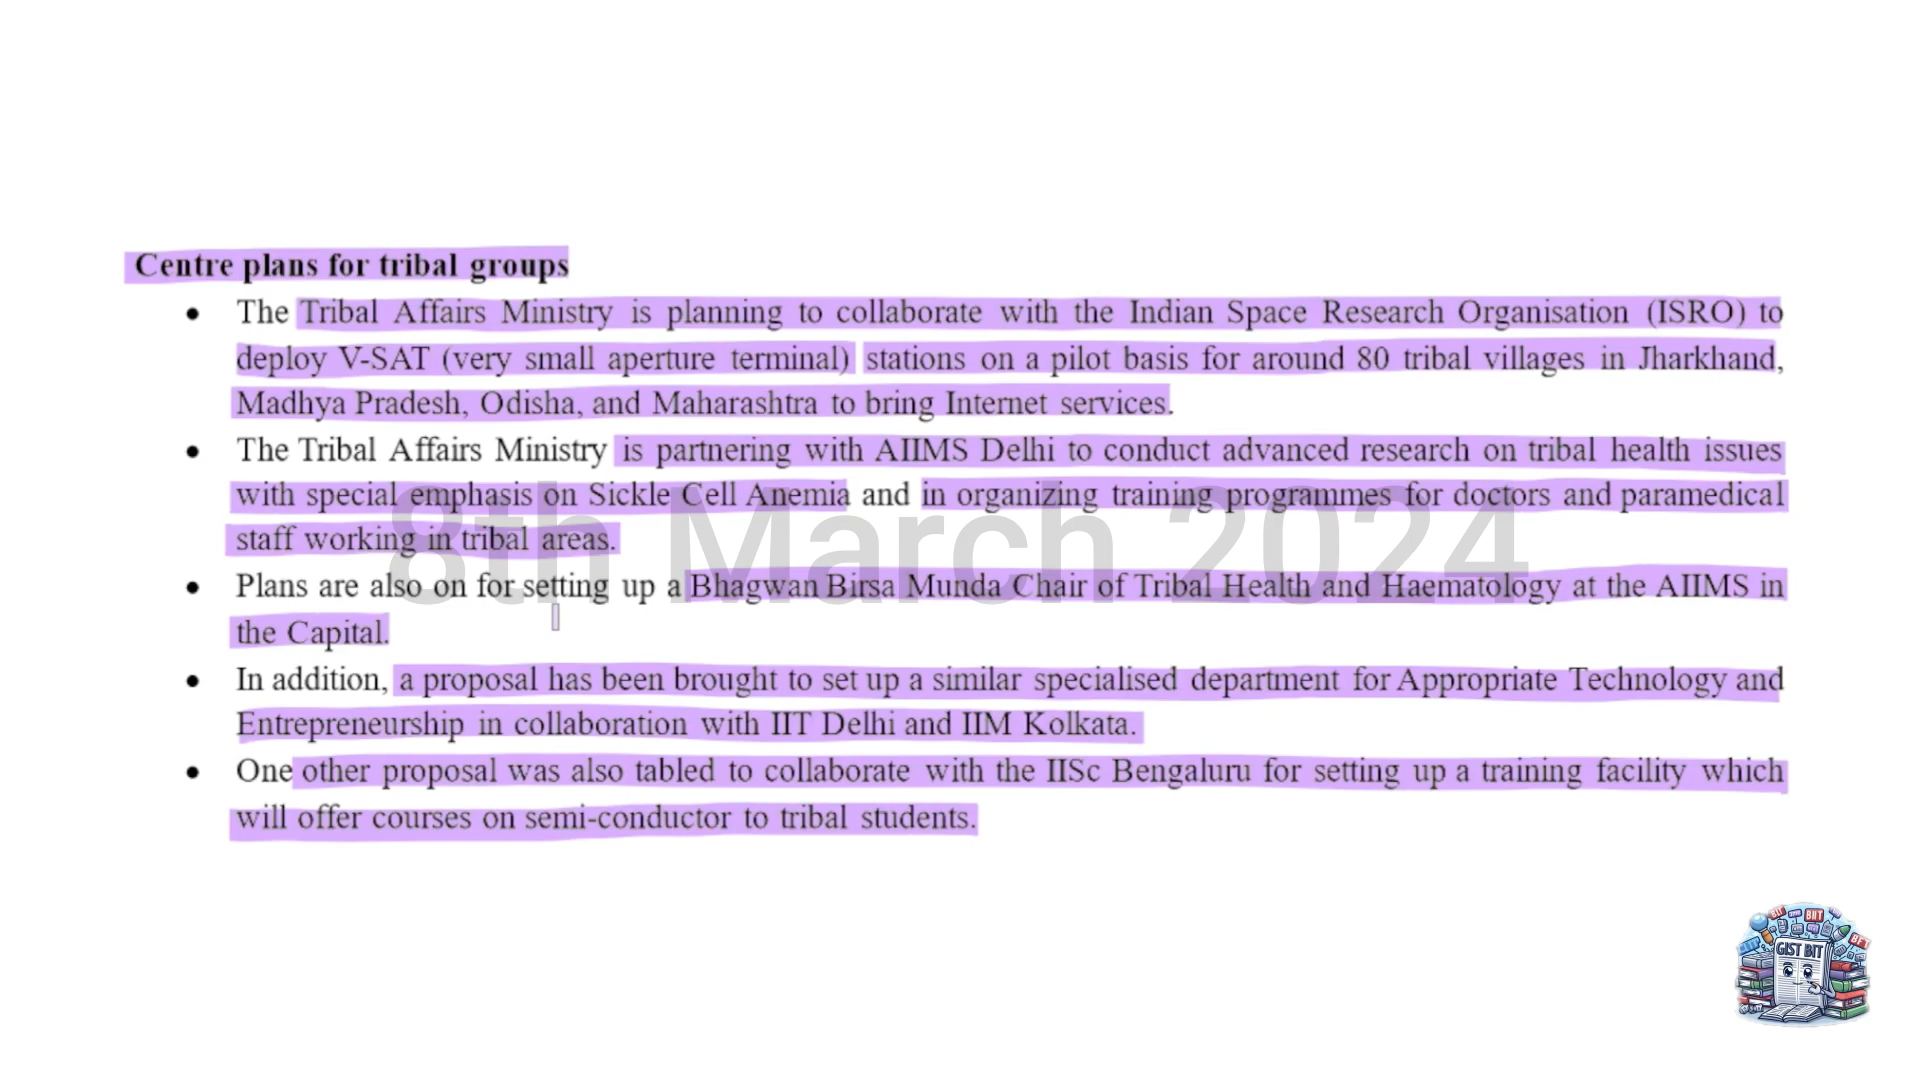 Centre plans for tribal groups
• The Tribal Affairs Ministry is planning to collaborate with the Indian Space Research Organisation (ISRO) to
deploy V-SAT (very small aperture terminal) stations on a pilot basis for around 80 tribal villages in Jharkhand,
Madhya Pradesh, Odisha, and Maharashtra to bring Internet services.
• The Tribal Affairs Ministry is partnering with AIIMS Delhi to conduct advanced research on tribal health issues
with special emphasis on Sickle Cell Anemia and in organizing training programmes for doctors and paramedical
staff working in tribal areas.
8th March 2024
• Plans are also on for setting up a Bhagwan Birsa Munda Chair of Tribal Health and Haematology at the AIIMS in
the Capital.
• In addition, a proposal has been brought to set up a similar specialised department for Appropriate Technology and
Entrepreneurship in collaboration with IIT Delhi and IIM Kolkata.
• One other proposal was also tabled to collaborate with the IISc Bengaluru for setting up a training facility which
will offer courses on semi-conductor to tribal students.
GIST BIT